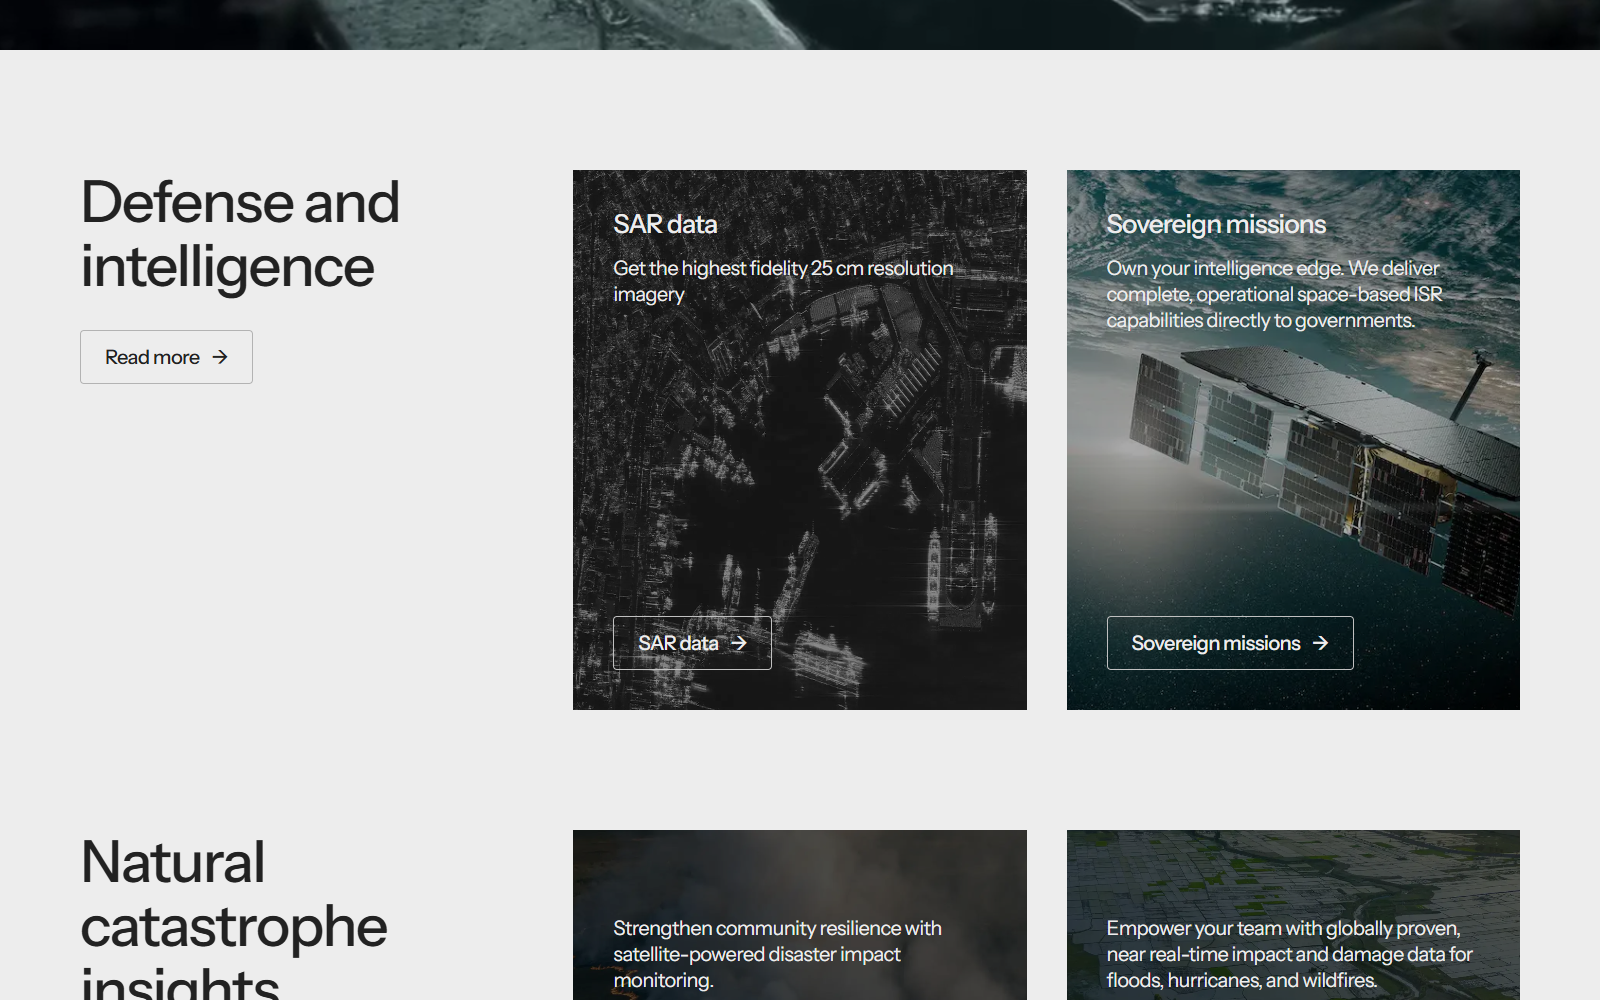 Defense and
intelligence
Read more
SAR data
Get the highest fidelity 25 cm resolution
imagery
SAR data
Sovereign missions
Own your intelligence edge. We deliver
complete, operational space-based ISR
capabilities directly to governments.
Sovereign missions
Natural
catastrophe
insights
Strengthen community resilience with
satellite-powered disaster impact
monitoring.
Empower your team with globally proven,
near real-time impact and damage data for
floods, hurricanes, and wildfires.